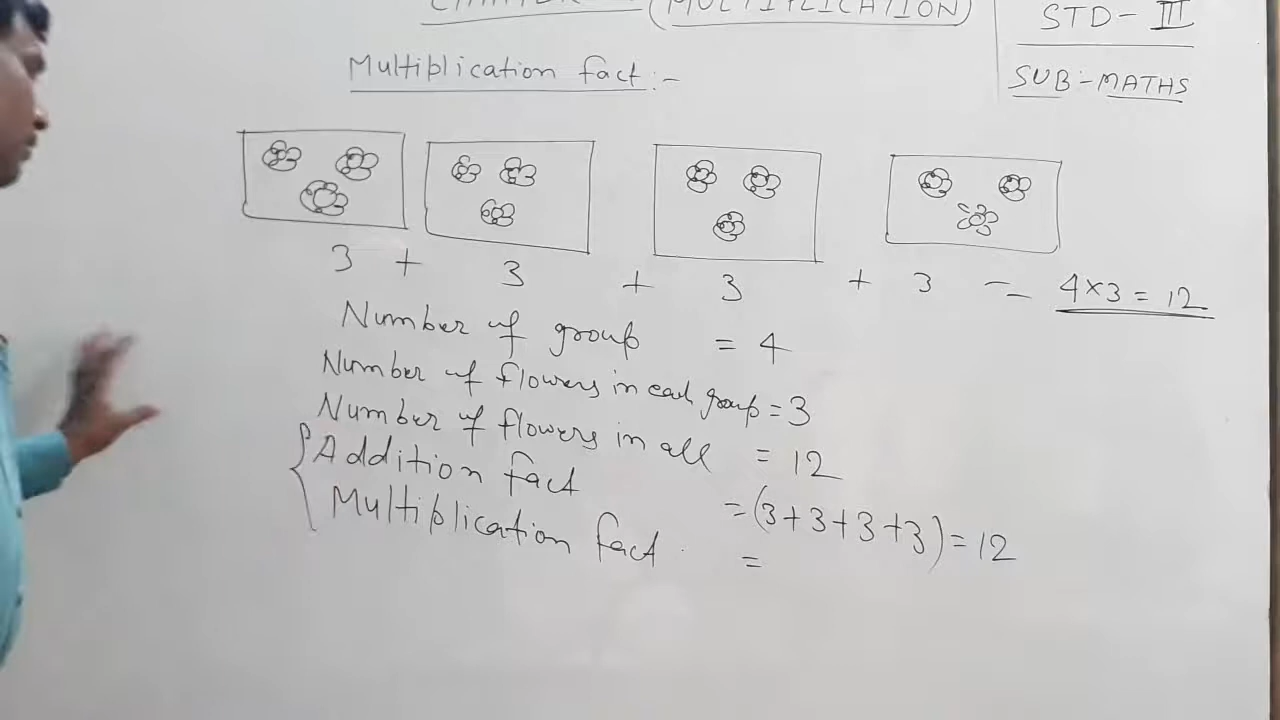 (MULTIPLICATION)
STD- III
SUB:-MATHS
Multiplication fact:-
3 + 3 + 3 + 3 = 4×3 = 12
Number of group = 4
Number of flowers in each group = 3
Number of flowers in all = 12
Addition fact = (3+3+3+3) = 12
Multiplication fact =